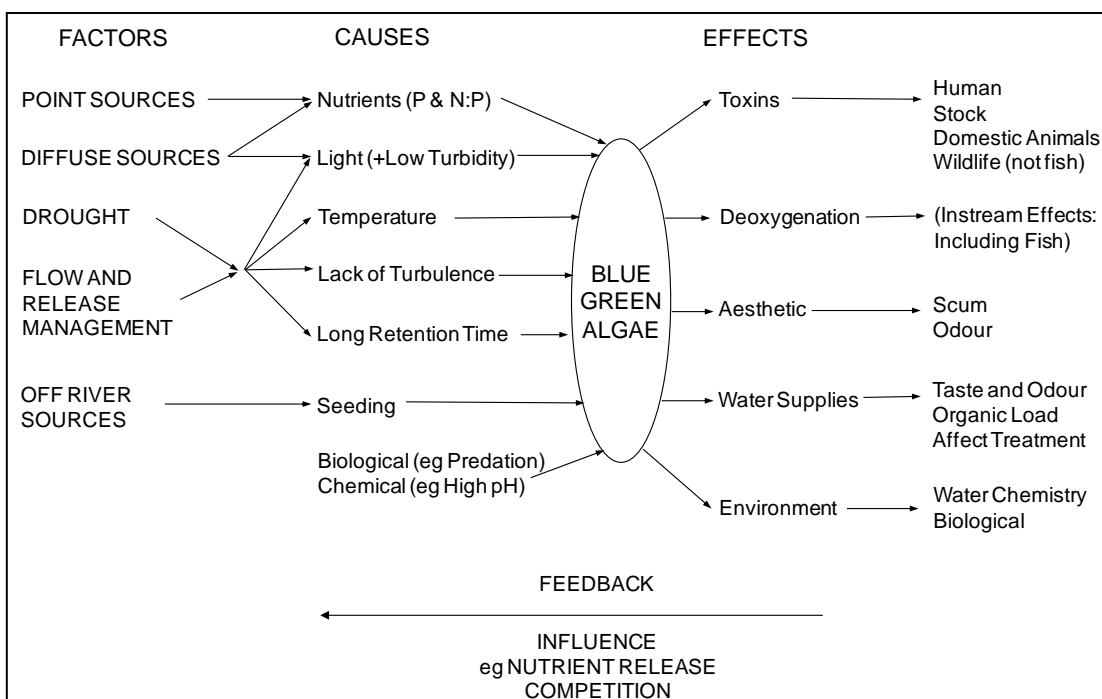 FACTORS
CAUSES
EFFECTS
POINT SOURCES
DIFFUSE SOURCES
DROUGHT
FLOW AND
RELEASE
MANAGEMENT
OFF RIVER
SOURCES
Nutrients (P & N:P)
Light (+Low Turbidity)
Temperature
Lack of Turbulence
Long Retention Time
Seeding
Biological (eg Predation)
Chemical (eg High pH)
BLUE
GREEN
ALGAE
Toxins
Deoxygenation
Aesthetic
Water Supplies
Environment
Human
Stock
Domestic Animals
Wildlife (not fish)
(Instream Effects:
Including Fish)
Scum
Odour
Taste and Odour
Organic Load
Affect Treatment
Water Chemistry
Biological
FEEDBACK
INFLUENCE
eg NUTRIENT RELEASE
COMPETITION